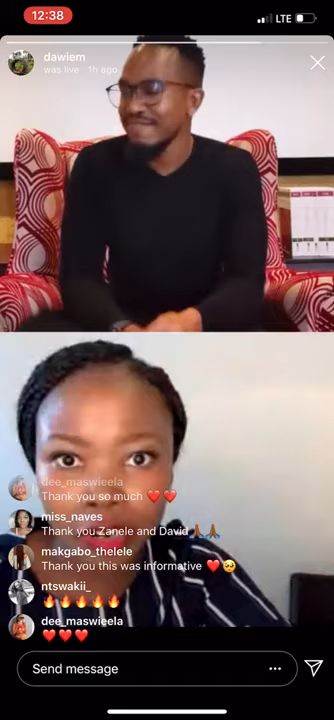 12:38
LTE
dawiem
was live · 1h ago
dee_maswieela
Thank you so much ❤️❤️
miss_naves
Thank you Zanele and David🙏🏾🙏🏾
makgabo_thelele
Thank you this was informative ❤️🥺
ntswakii_
🔥🔥🔥🔥🔥
dee_maswieela
❤️❤️❤️
Send message